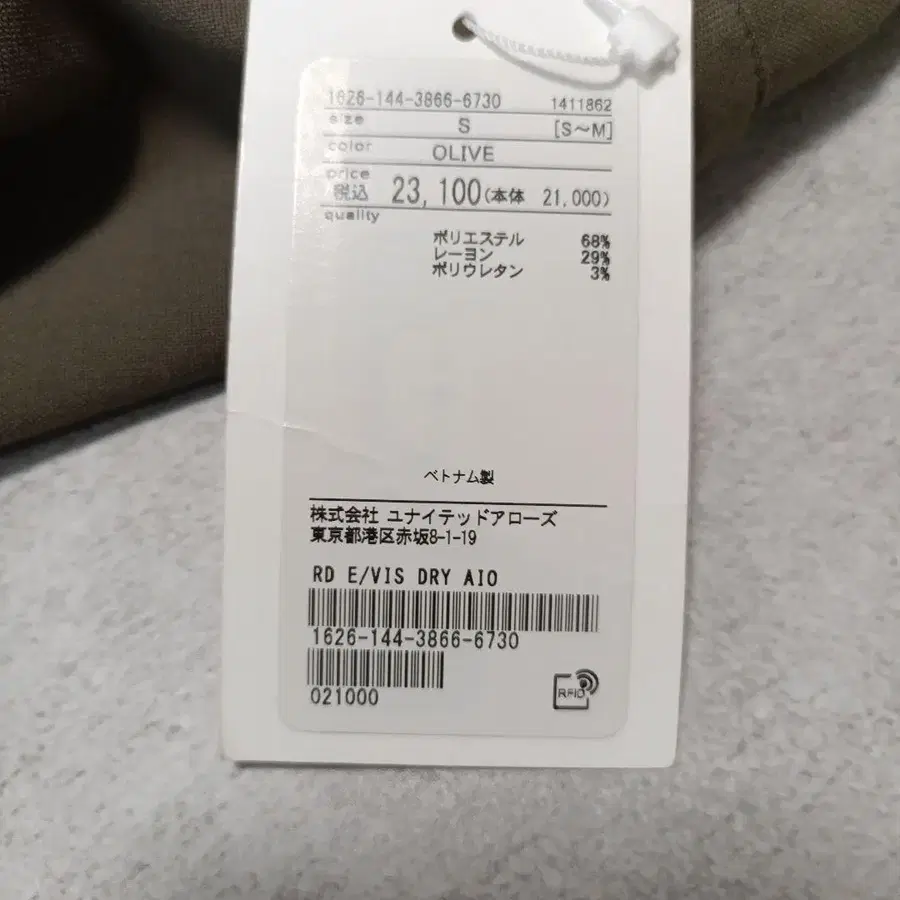 1626-144-3866-6730 1411862
size S [S～M]
color OLIVE
price
税込 23,100(本体 21,000)
quality
ポリエステル 68%
レーヨン 29%
ポリウレタン 3%
ベトナム製
株式会社 ユナイテッドアローズ
東京都港区赤坂8-1-19
RD E/VIS DRY AIO
1626-144-3866-6730
021000
RFID